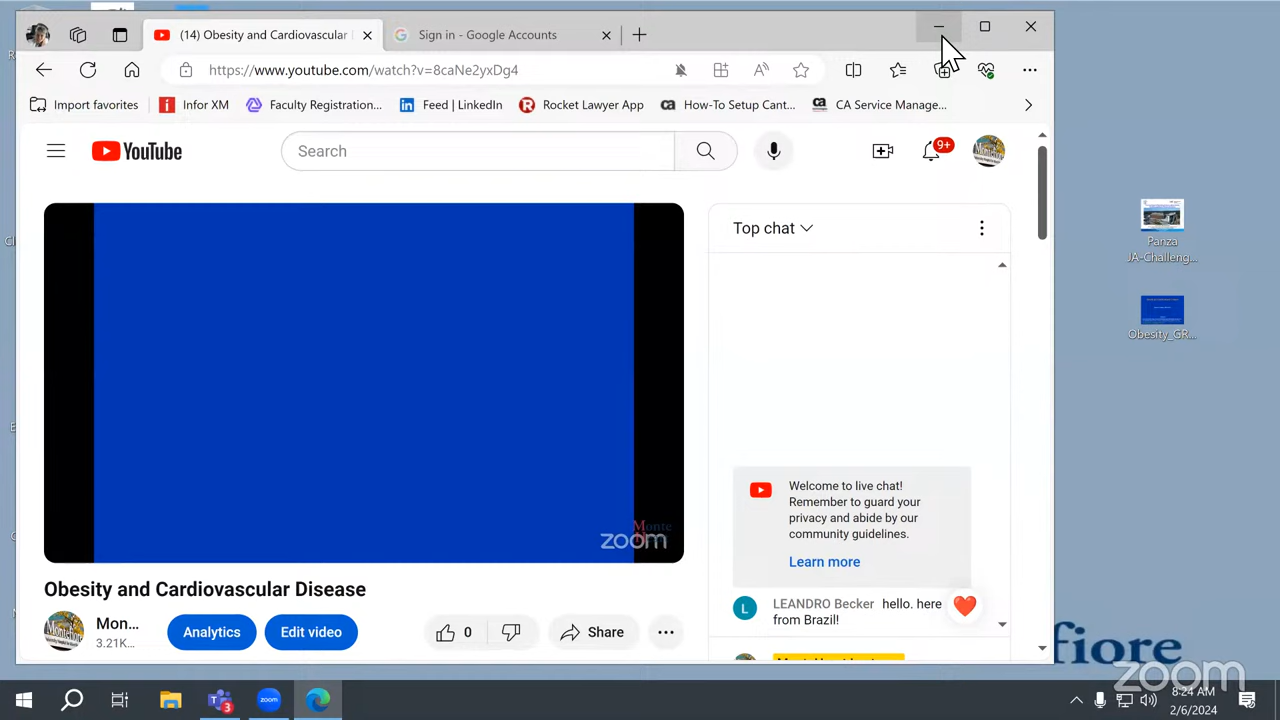 (14) Obesity and Cardiovascular
Sign in - Google Accounts
https://www.youtube.com/watch?v=8caNe2yxDg4
Import favorites
Infor XM
Faculty Registration...
Feed | LinkedIn
Rocket Lawyer App
How-To Setup Cant...
CA Service Manage...
YouTube
Search
9+
Top chat
Panza
JA-Challeng...
Obesity_GR...
Monte
zoom
Welcome to live chat!
Remember to guard your
privacy and abide by our
community guidelines.
Learn more
Obesity and Cardiovascular Disease
LEANDRO Becker hello. here
from Brazil!
Mon...
3.21K...
Analytics
Edit video
0
Share
fiore
zoom
3
zoom
8:24 AM
2/6/2024